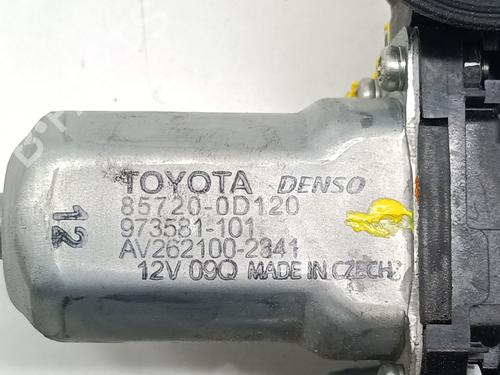 TOYOTA DENSO
85720-0D120
973581-101
AV262100-2341
12V 09Q MADE IN CZECH
12